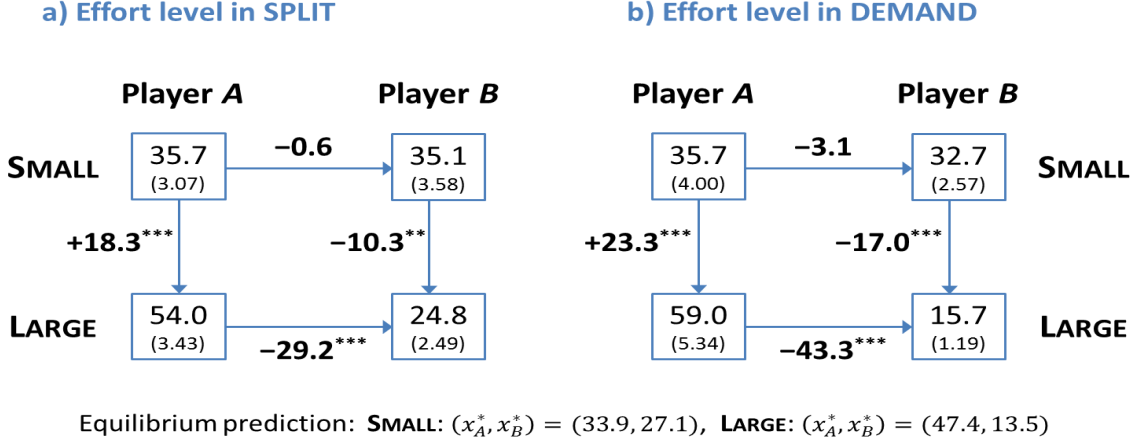 a) Effort level in SPLIT b) Effort level in DEMAND
Player A Player B Player A Player B
SMALL 35.7 −0.6 35.1 35.7 −3.1 32.7 SMALL
(3.07) (3.58) (4.00) (2.57)
+18.3*** −10.3** +23.3*** −17.0***
LARGE 54.0 24.8 59.0 15.7 LARGE
(3.43) −29.2*** (2.49) (5.34) −43.3*** (1.19)
Equilibrium prediction: SMALL: (x*_A, x*_B) = (33.9, 27.1), LARGE: (x*_A, x*_B) = (47.4, 13.5)